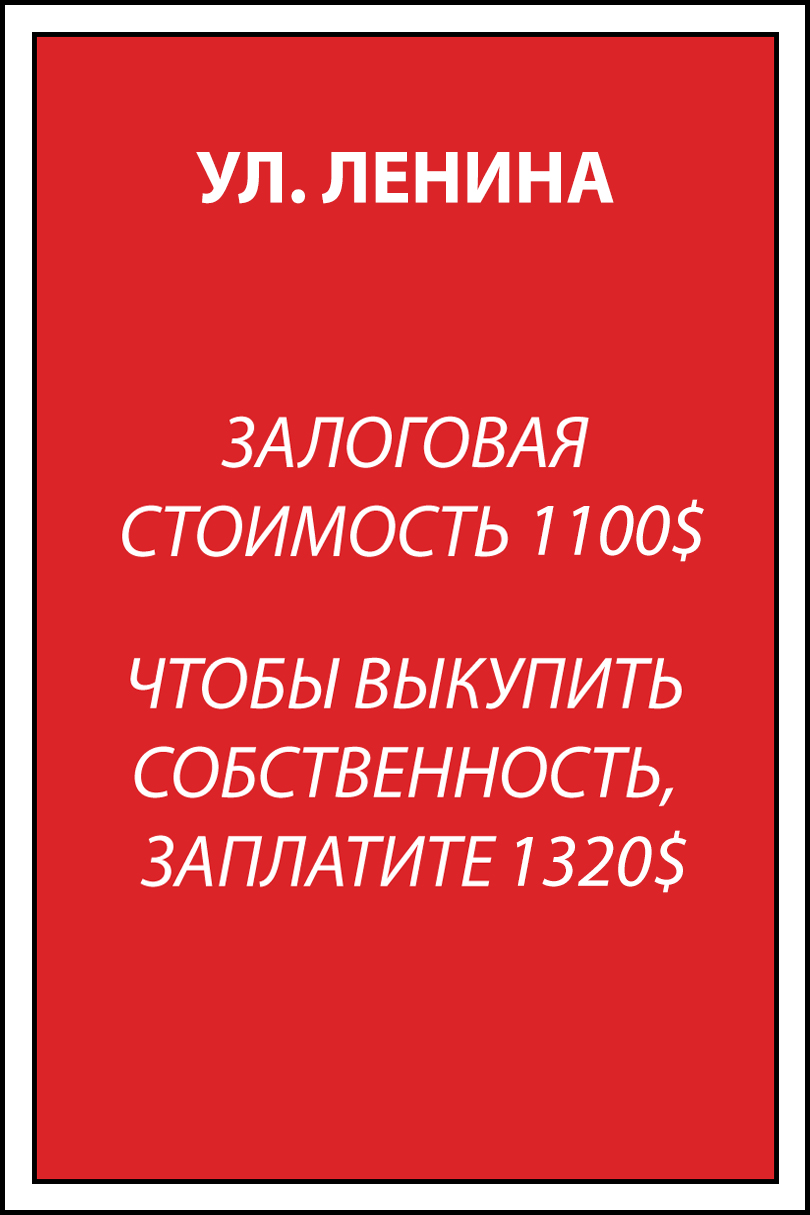 УЛ. ЛЕНИНА
ЗАЛОГОВАЯ
СТОИМОСТЬ 1100$
ЧТОБЫ ВЫКУПИТЬ
СОБСТВЕННОСТЬ,
ЗАПЛАТИТЕ 1320$